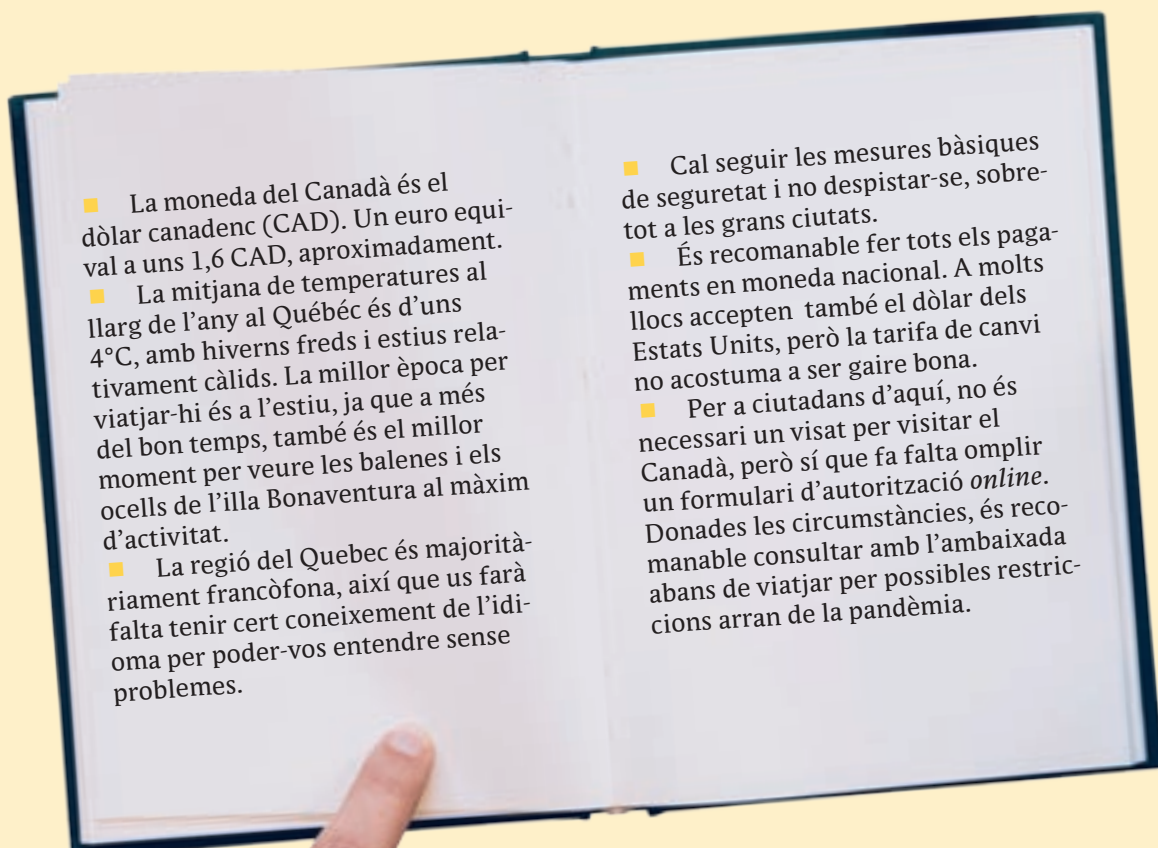 ■ La moneda del Canadà és el
dòlar canadenc (CAD). Un euro equi-
val a uns 1,6 CAD, aproximadament.
■ La mitjana de temperatures al
llarg de l'any al Québéc és d'uns
4°C, amb hiverns freds i estius rela-
tivament càlids. La millor època per
viatjar-hi és a l'estiu, ja que a més
del bon temps, també és el millor
moment per veure les balenes i els
ocells de l'illa Bonaventura al màxim
d'activitat.
■ La regió del Quebec és majorità-
riament francòfona, així que us farà
falta tenir cert coneixement de l'idi-
oma per poder-vos entendre sense
problemes.
■ Cal seguir les mesures bàsiques
de seguretat i no despistar-se, sobre-
tot a les grans ciutats.
■ És recomanable fer tots els paga-
ments en moneda nacional. A molts
llocs accepten també el dòlar dels
Estats Units, però la tarifa de canvi
no acostuma a ser gaire bona.
■ Per a ciutadans d'aquí, no és
necessari un visat per visitar el
Canadà, però sí que fa falta omplir
un formulari d'autorització online.
Donades les circumstàncies, és reco-
manable consultar amb l'ambaixada
abans de viatjar per possibles restric-
cions arran de la pandèmia.